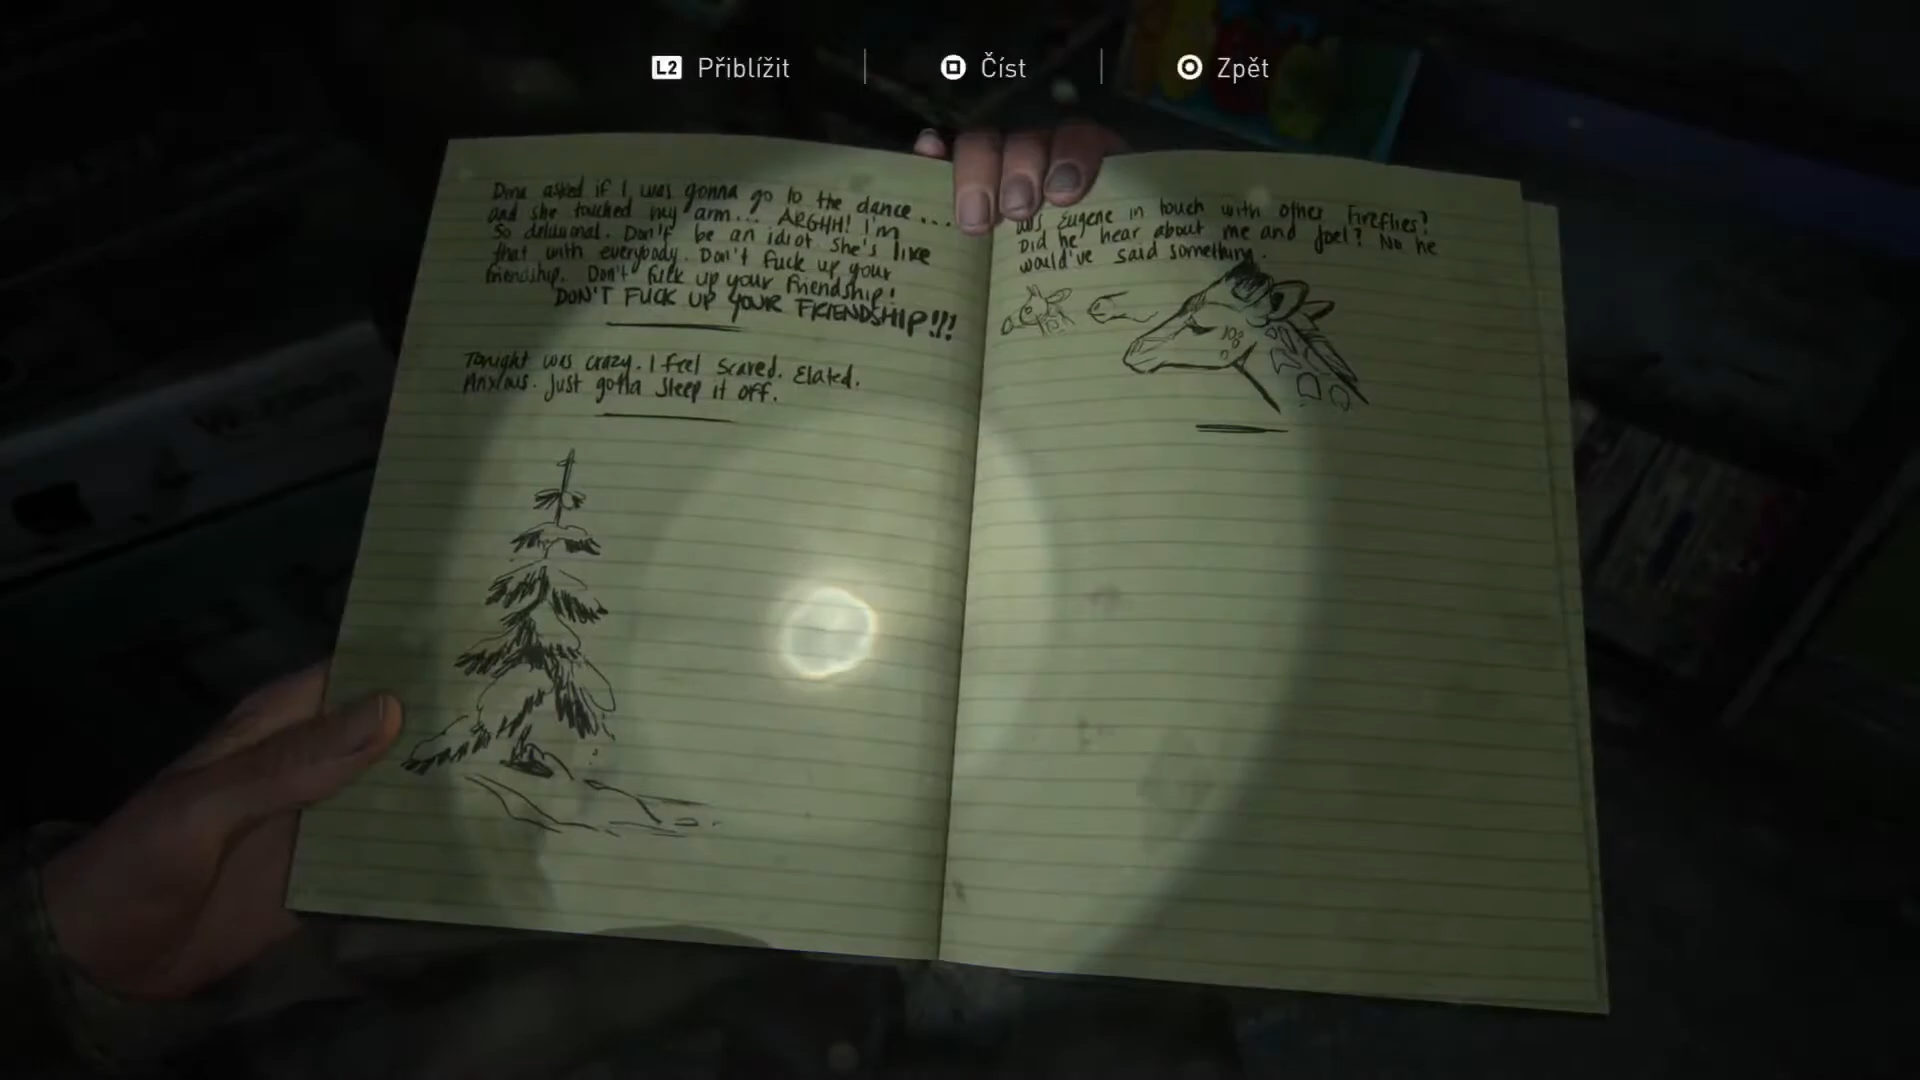 L2 Přiblížit
Číst
Zpět
Dina asked if I was gonna go to the dance...
and she touched my arm... ARGHH! I'm
so delusional. Don't be an idiot she's like
that with everybody. Don't fuck up your
friendship. Don't fuck up your friendship!
DON'T FUCK UP YOUR FRIENDSHIP!!!
Tonight was crazy. I feel scared. Elated.
Anxious. Just gotta sleep it off.
Was Eugene in touch with other Fireflies?
Did he hear about me and Joel? No he
would've said something.